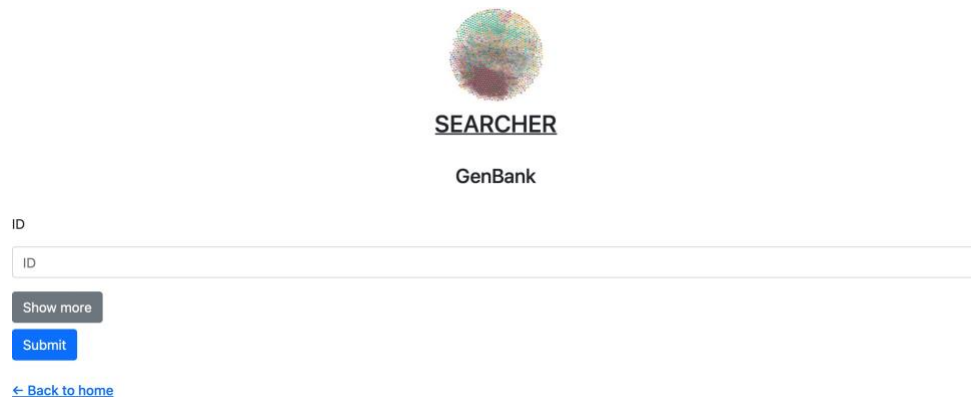 SEARCHER
GenBank
ID
ID
Show more
Submit
← Back to home